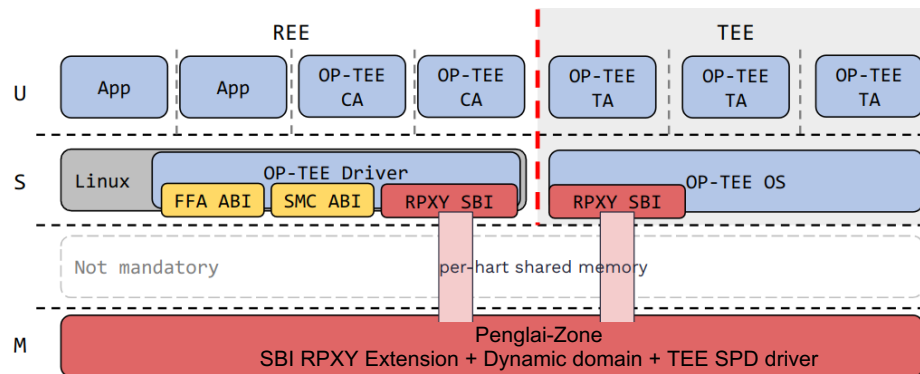 REE
TEE
U
App
App
OP-TEE
CA
OP-TEE
CA
OP-TEE
TA
OP-TEE
TA
OP-TEE
TA
S
Linux
OP-TEE Driver
FFA ABI
SMC ABI
RPXY SBI
OP-TEE OS
RPXY SBI
Not mandatory
per-hart shared memory
M
Penglai-Zone
SBI RPXY Extension + Dynamic domain + TEE SPD driver